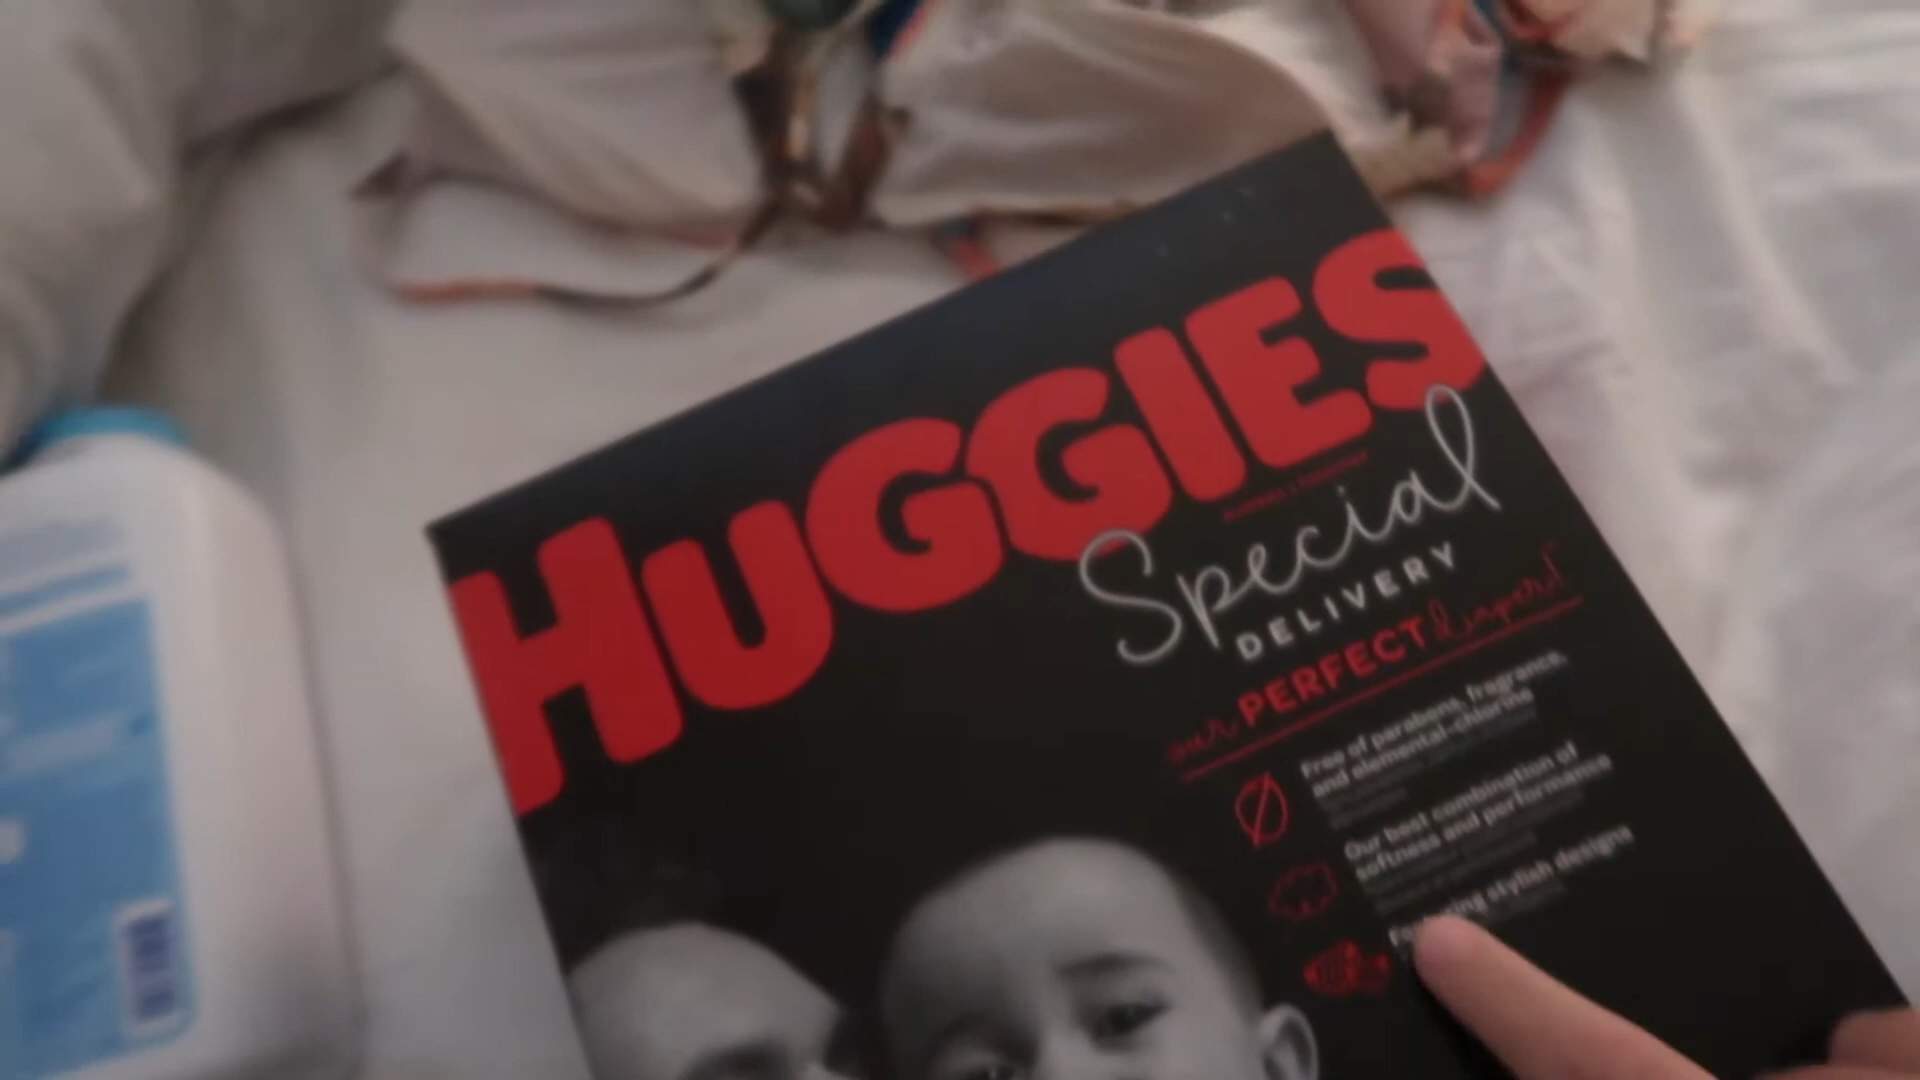 HUGGIES
Special
DELIVERY
our PERFECT diaper!
Free of parabens, fragrance,
and elemental-chlorine
Our best combination of
softness and performance
stylish designs